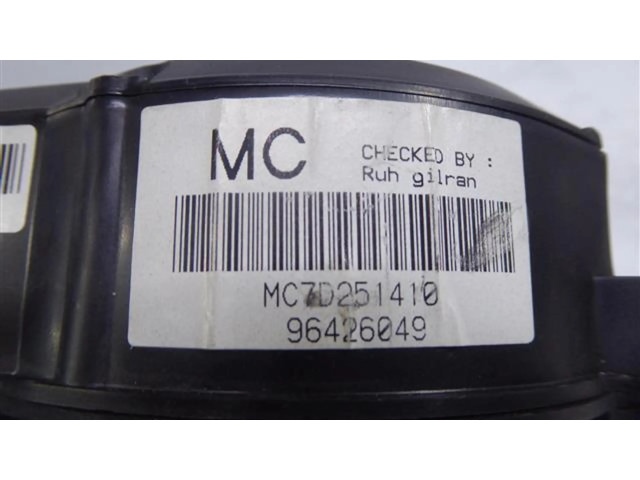 MC
CHECKED BY :
Ruh gilran
MC7D251410
96426049